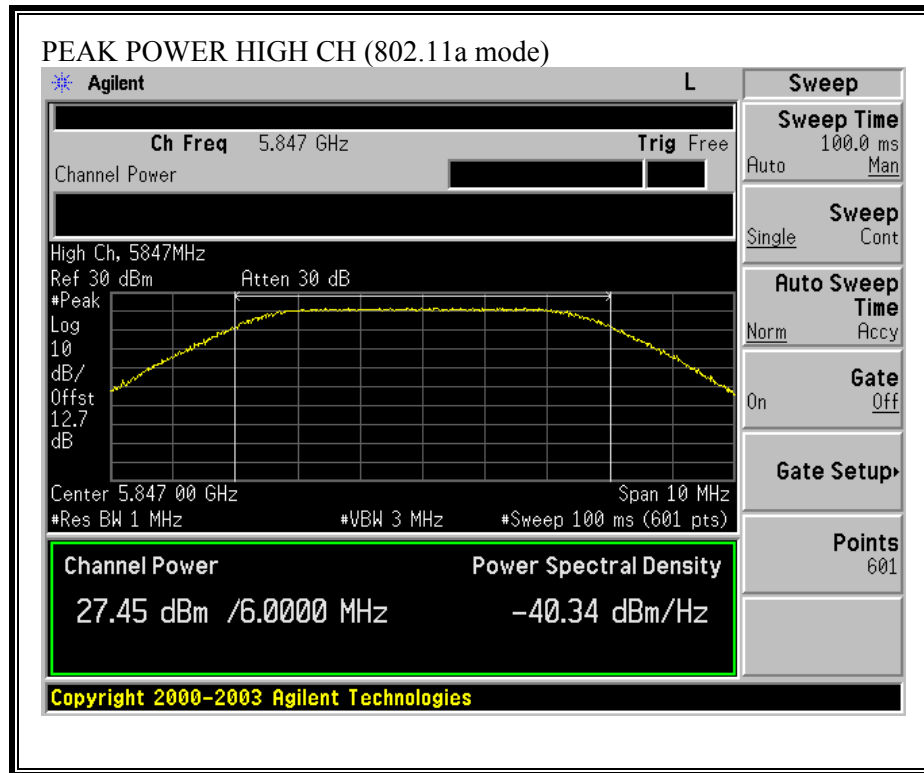 PEAK POWER HIGH CH (802.11a mode)
Agilent L Sweep
Ch Freq 5.847 GHz Trig Free
Channel Power
High Ch, 5847MHz
Ref 30 dBm Atten 30 dB
#Peak
Log
10
dB/
Offst
12.7
dB
Center 5.847 00 GHz Span 10 MHz
#Res BW 1 MHz #VBW 3 MHz #Sweep 100 ms (601 pts)
Channel Power Power Spectral Density
27.45 dBm /6.0000 MHz -40.34 dBm/Hz
Copyright 2000-2003 Agilent Technologies
Sweep Time
100.0 ms
Auto Man
Sweep
Single Cont
Auto Sweep
Time
Norm Accy
Gate
On Off
Gate Setup▸
Points
601